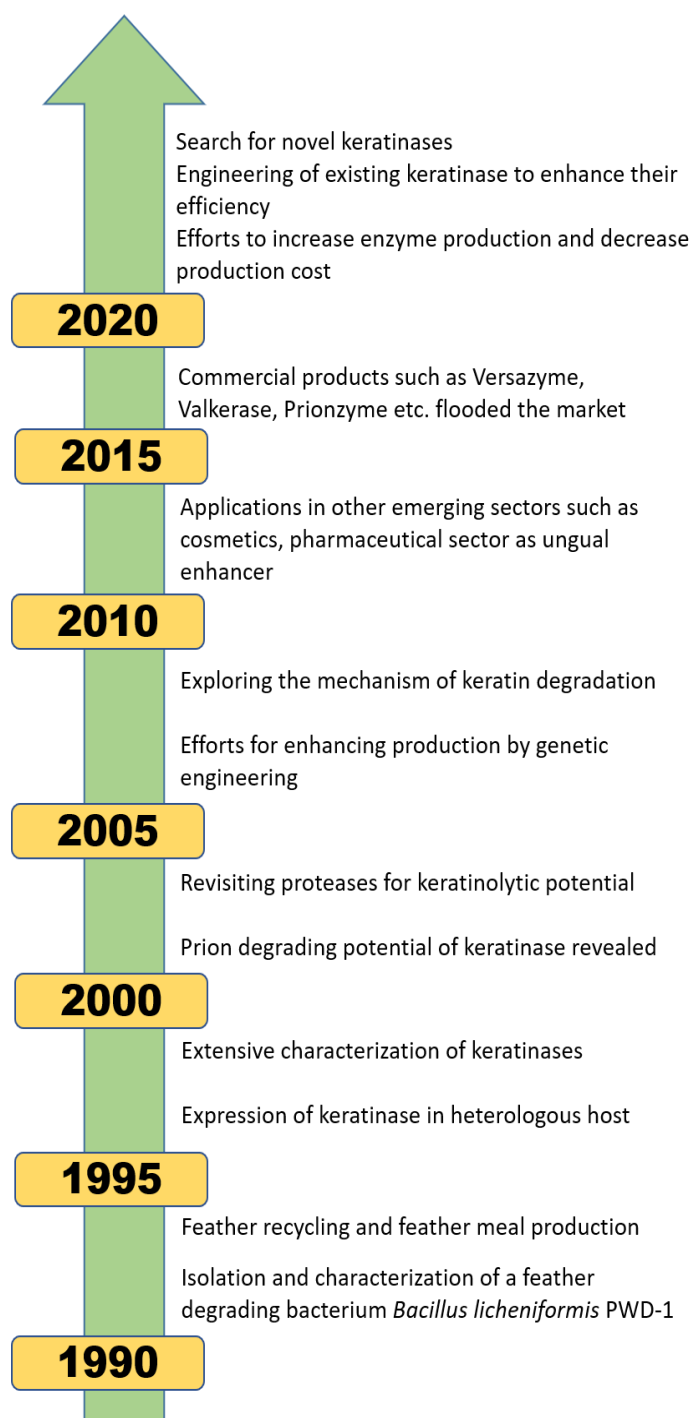 Search for novel keratinases
Engineering of existing keratinase to enhance their
efficiency
Efforts to increase enzyme production and decrease
production cost
2020
Commercial products such as Versazyme,
Valkerase, Prionzyme etc. flooded the market
2015
Applications in other emerging sectors such as
cosmetics, pharmaceutical sector as ungual
enhancer
2010
Exploring the mechanism of keratin degradation
Efforts for enhancing production by genetic
engineering
2005
Revisiting proteases for keratinolytic potential
Prion degrading potential of keratinase revealed
2000
Extensive characterization of keratinases
Expression of keratinase in heterologous host
1995
Feather recycling and feather meal production
Isolation and characterization of a feather
degrading bacterium Bacillus licheniformis PWD-1
1990